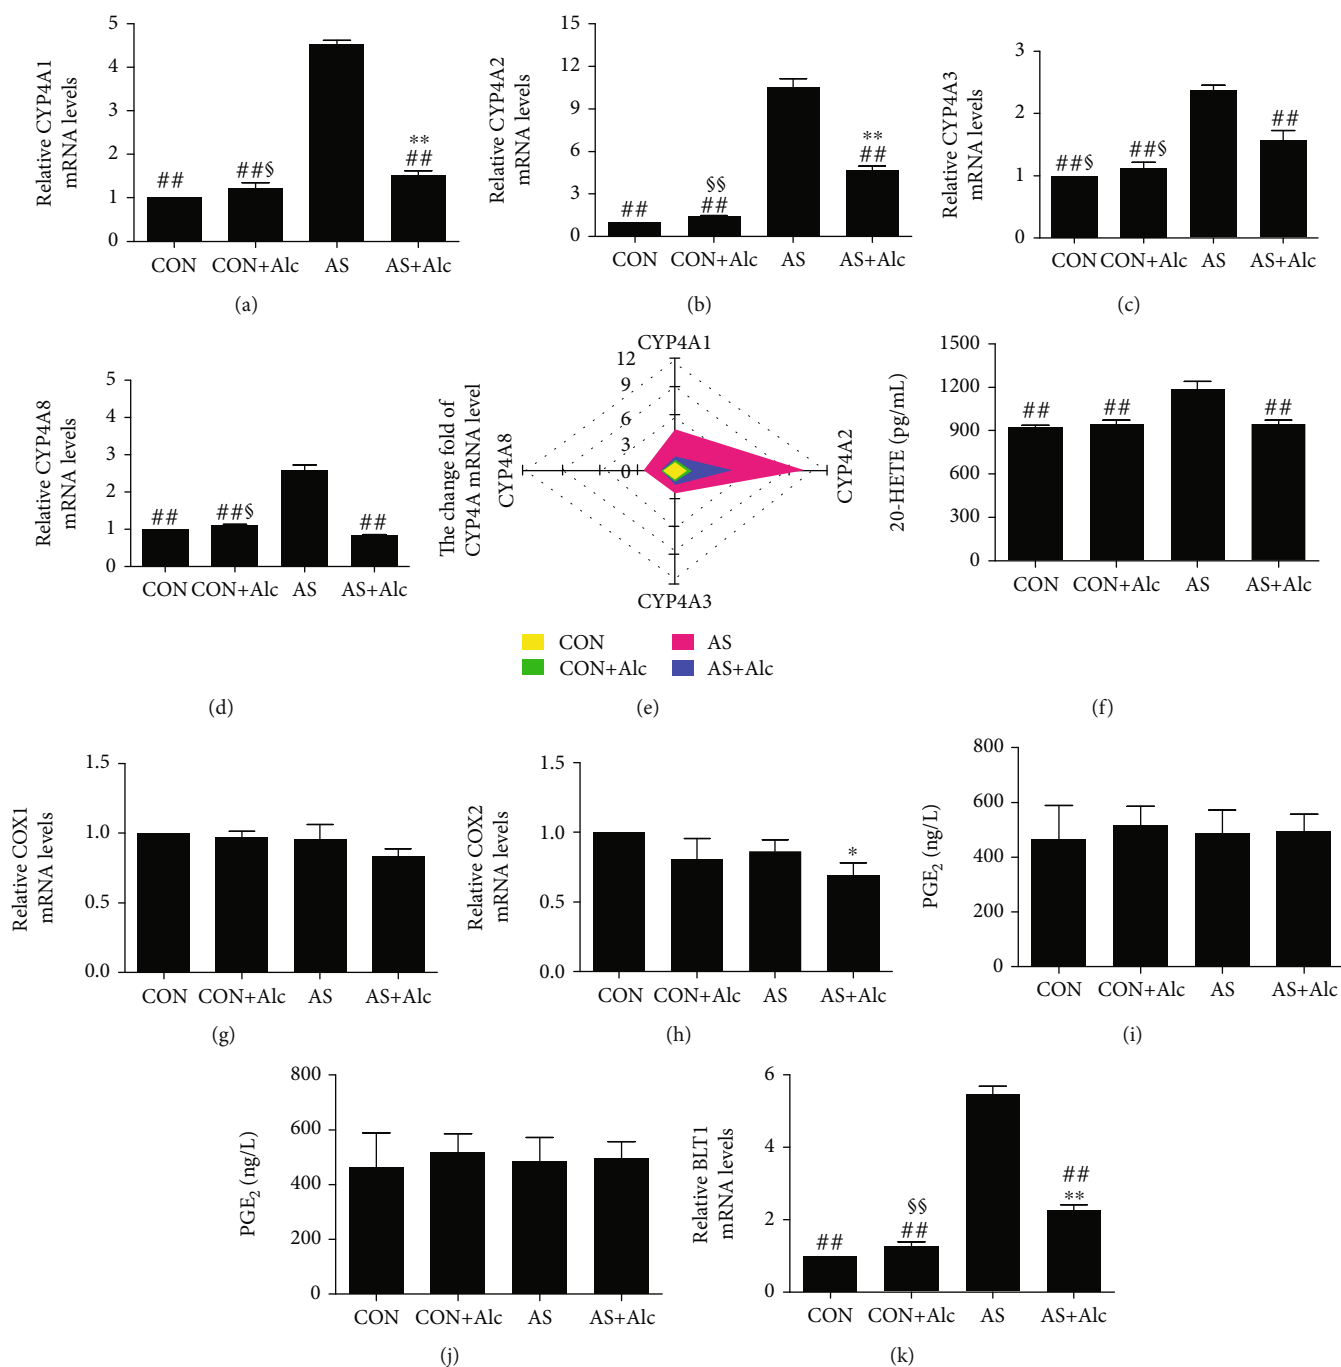 Relative CYP4A1
mRNA levels
5
4
3
2
1
0
##
##§
**
##
CON
CON+Alc
AS
AS+Alc
(a)
Relative CYP4A2
mRNA levels
15
12
9
6
3
0
##
§§
##
**
##
CON
CON+Alc
AS
AS+Alc
(b)
Relative CYP4A3
mRNA levels
3
2
1
0
##§
##§
##
CON
CON+Alc
AS
AS+Alc
(c)
Relative CYP4A8
mRNA levels
5
4
3
2
1
0
##
##§
##
CON
CON+Alc
AS
AS+Alc
(d)
The change fold of
CYP4A mRNA level
12
9
6
3
0
CYP4A1
CYP4A2
CYP4A3
CYP4A8
CON
AS
CON+Alc
AS+Alc
(e)
20-HETE (pg/mL)
1500
1200
900
600
300
0
##
##
##
CON
CON+Alc
AS
AS+Alc
(f)
Relative COX1
mRNA levels
1.5
1.0
0.5
0.0
CON
CON+Alc
AS
AS+Alc
(g)
Relative COX2
mRNA levels
1.5
1.0
0.5
0.0
*
CON
CON+Alc
AS
AS+Alc
(h)
PGE₂ (ng/L)
800
600
400
200
0
CON
CON+Alc
AS
AS+Alc
(i)
PGE₂ (ng/L)
800
600
400
200
0
CON
CON+Alc
AS
AS+Alc
(j)
Relative BLT1
mRNA levels
6
4
2
0
##
§§
##
##
**
CON
CON+Alc
AS
AS+Alc
(k)